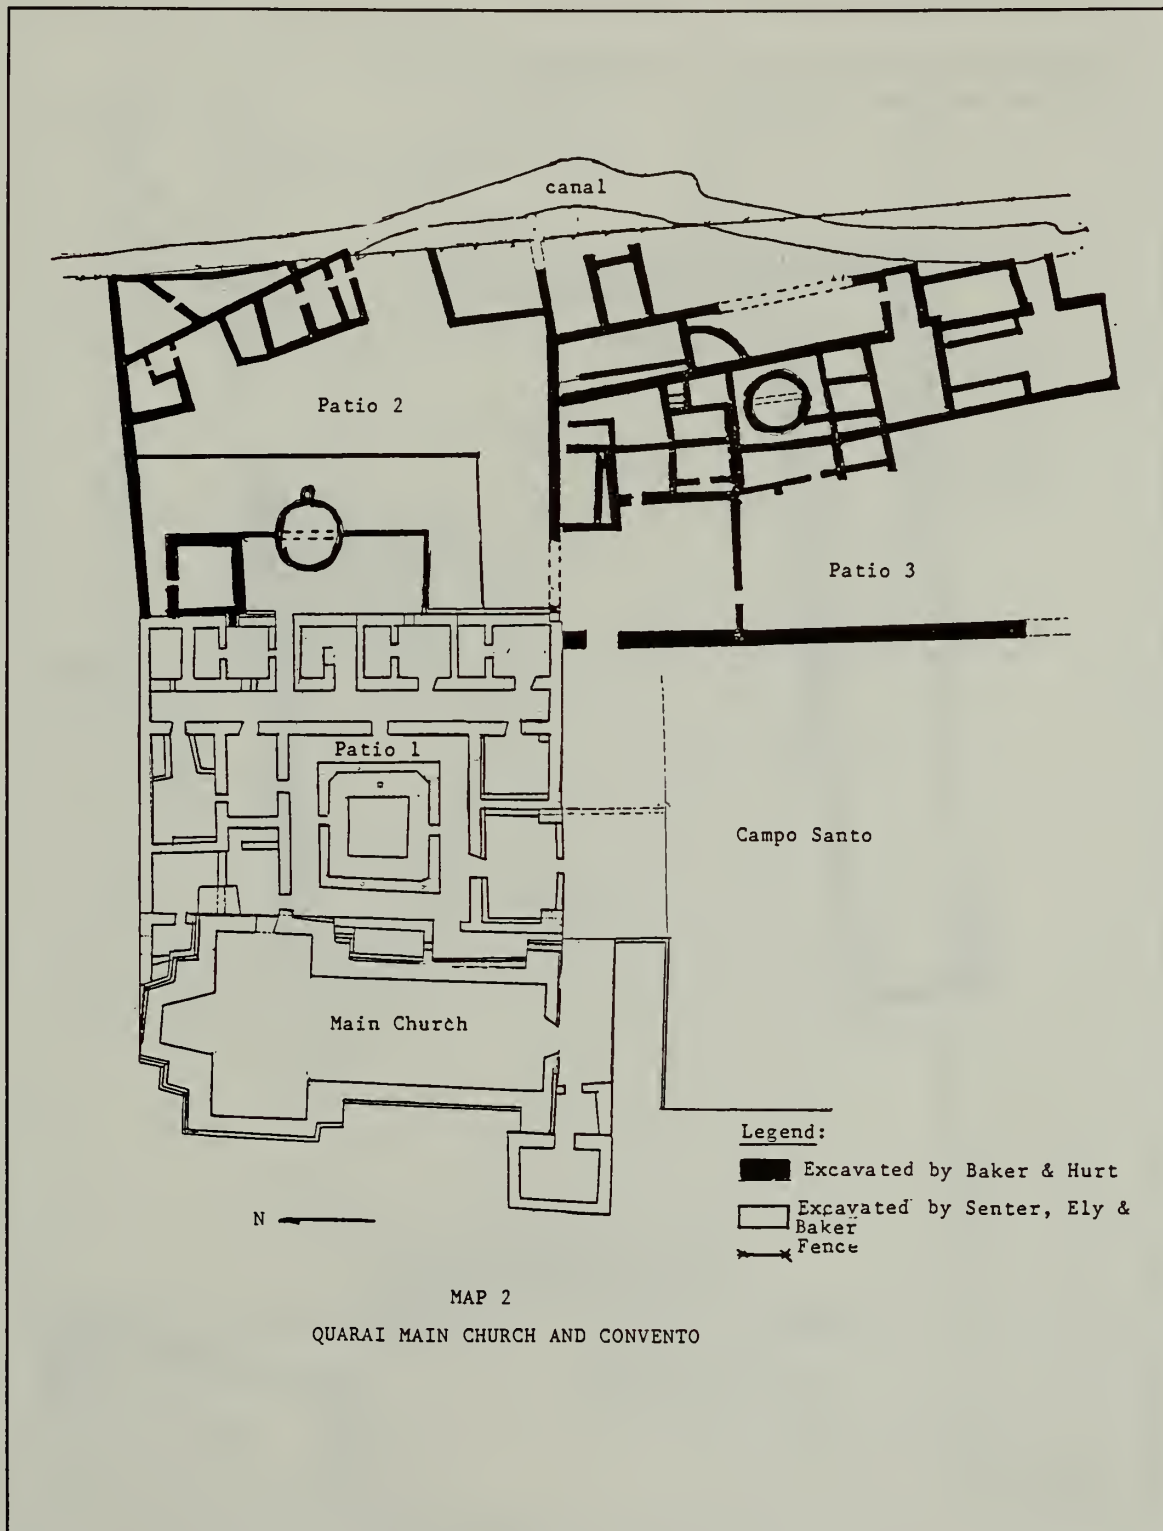 canal
Patio 2
Patio 3
Patio 1
Campo Santo
Main Church
Legend:
Excavated by Baker & Hurt
Excavated by Senter, Ely &
Baker
Fence
N
MAP 2
QUARAI MAIN CHURCH AND CONVENTO